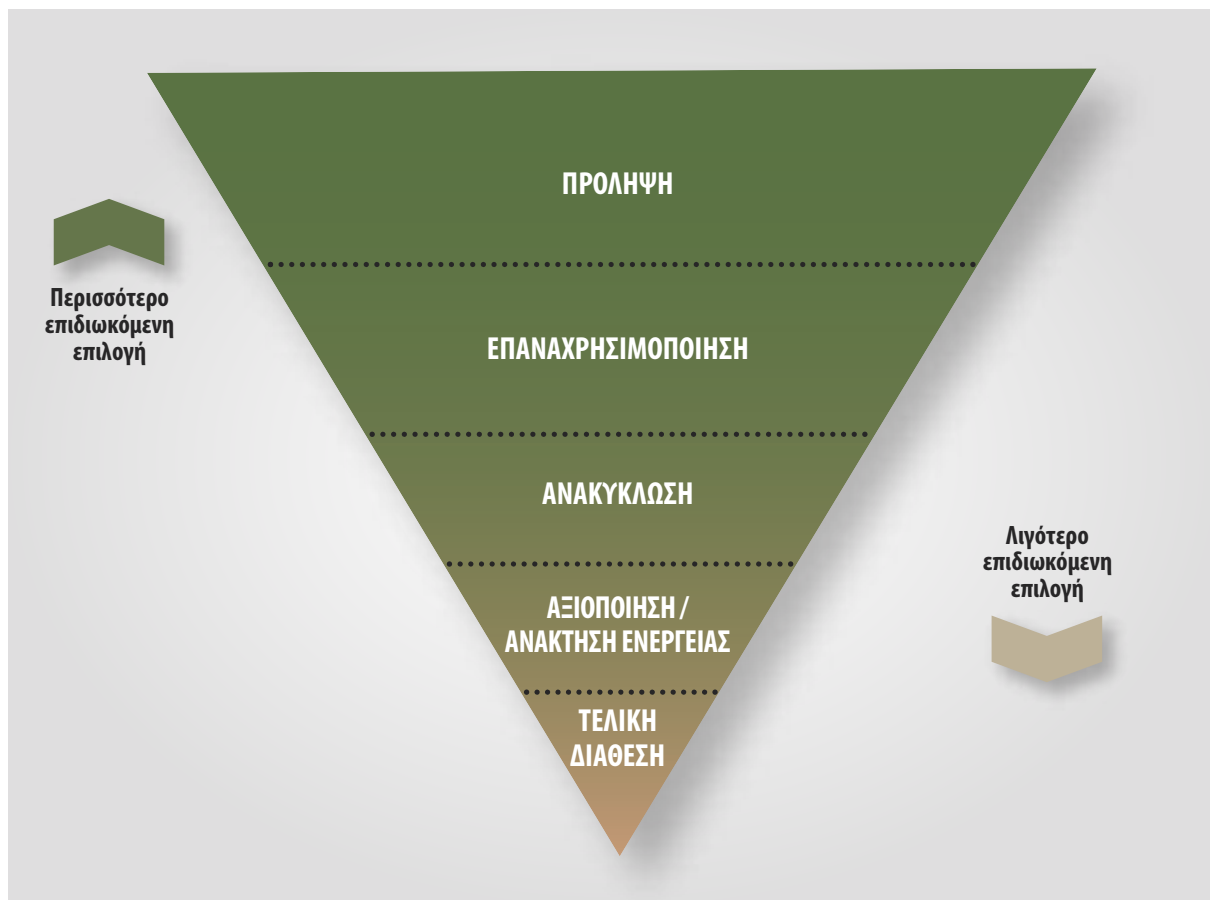 ΠΡΟΛΗΨΗ
Περισσότερο
επιδιωκόμενη
επιλογή
ΕΠΑΝΑΧΡΗΣΙΜΟΠΟΙΗΣΗ
ΑΝΑΚΥΚΛΩΣΗ
Λιγότερο
επιδιωκόμενη
επιλογή
ΑΞΙΟΠΟΙΗΣΗ /
ΑΝΑΚΤΗΣΗ ΕΝΕΡΓΕΙΑΣ
ΤΕΛΙΚΗ
ΔΙΑΘΕΣΗ